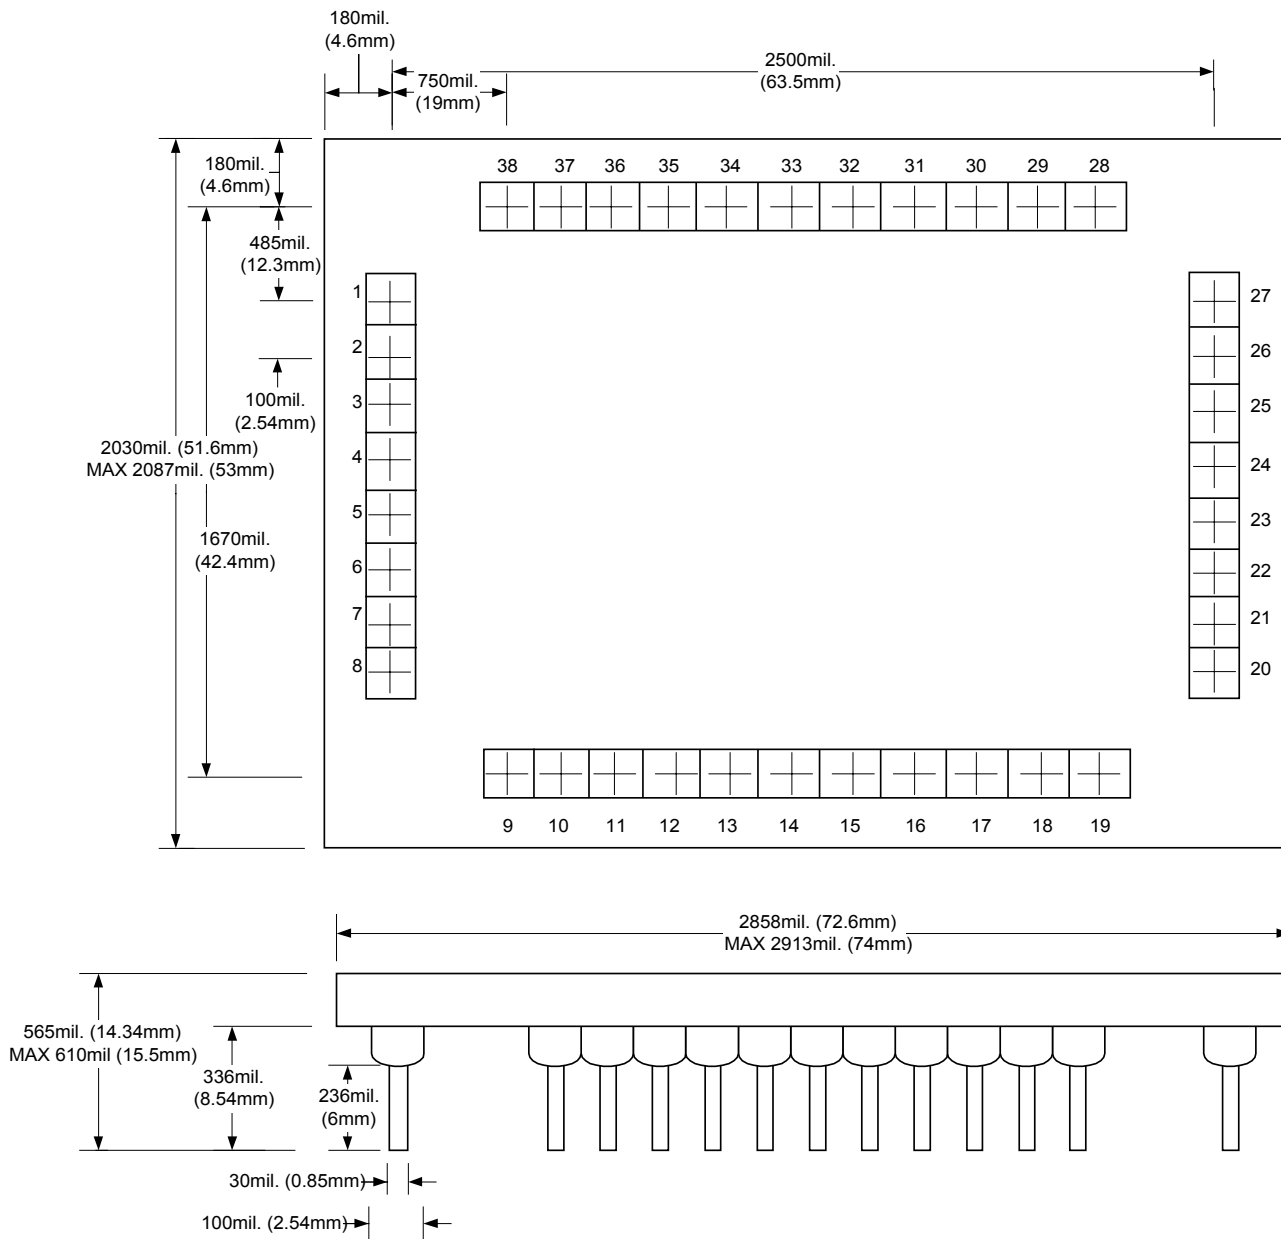 180mil.
(4.6mm)
2500mil.
(63.5mm)
750mil.
(19mm)
180mil.
(4.6mm)
38 37 36 35 34 33 32 31 30 29 28
485mil.
(12.3mm)
1 27
2 26
100mil.
(2.54mm)
3 25
2030mil. (51.6mm)
MAX 2087mil. (53mm)
4 24
5 23
1670mil.
(42.4mm)
6 22
7 21
8 20
9 10 11 12 13 14 15 16 17 18 19
2858mil. (72.6mm)
MAX 2913mil. (74mm)
565mil. (14.34mm)
MAX 610mil (15.5mm)
336mil.
(8.54mm)
236mil.
(6mm)
30mil. (0.85mm)
100mil. (2.54mm)